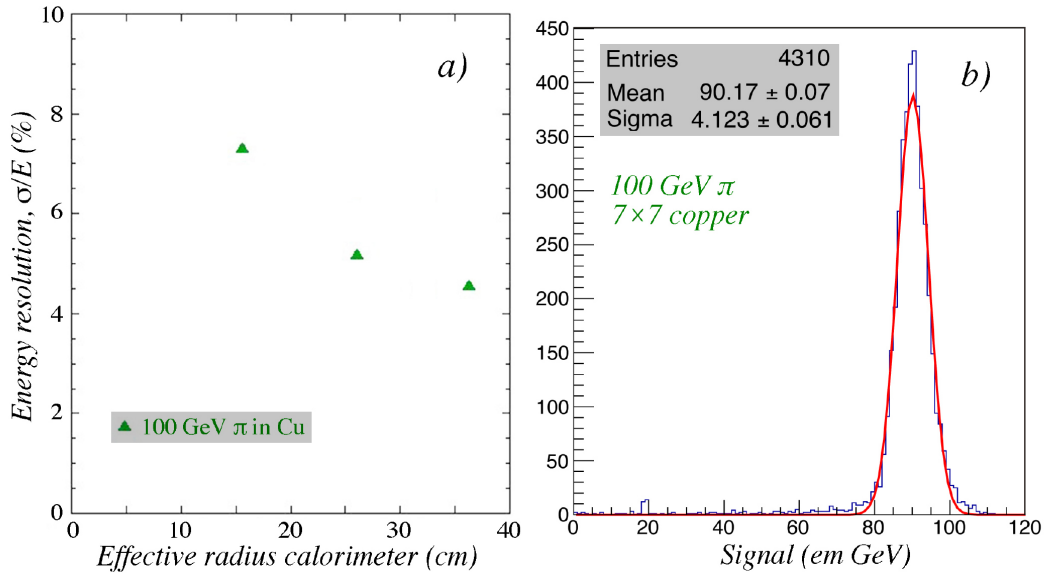 Energy resolution, σ/E (%)
10
8
6
4
2
0
a)
100 GeV π in Cu
0 10 20 30 40
Effective radius calorimeter (cm)
450
400
350
300
250
200
150
100
50
0
Entries 4310
Mean 90.17 ± 0.07
Sigma 4.123 ± 0.061
b)
100 GeV π
7×7 copper
0 20 40 60 80 100 120
Signal (em GeV)